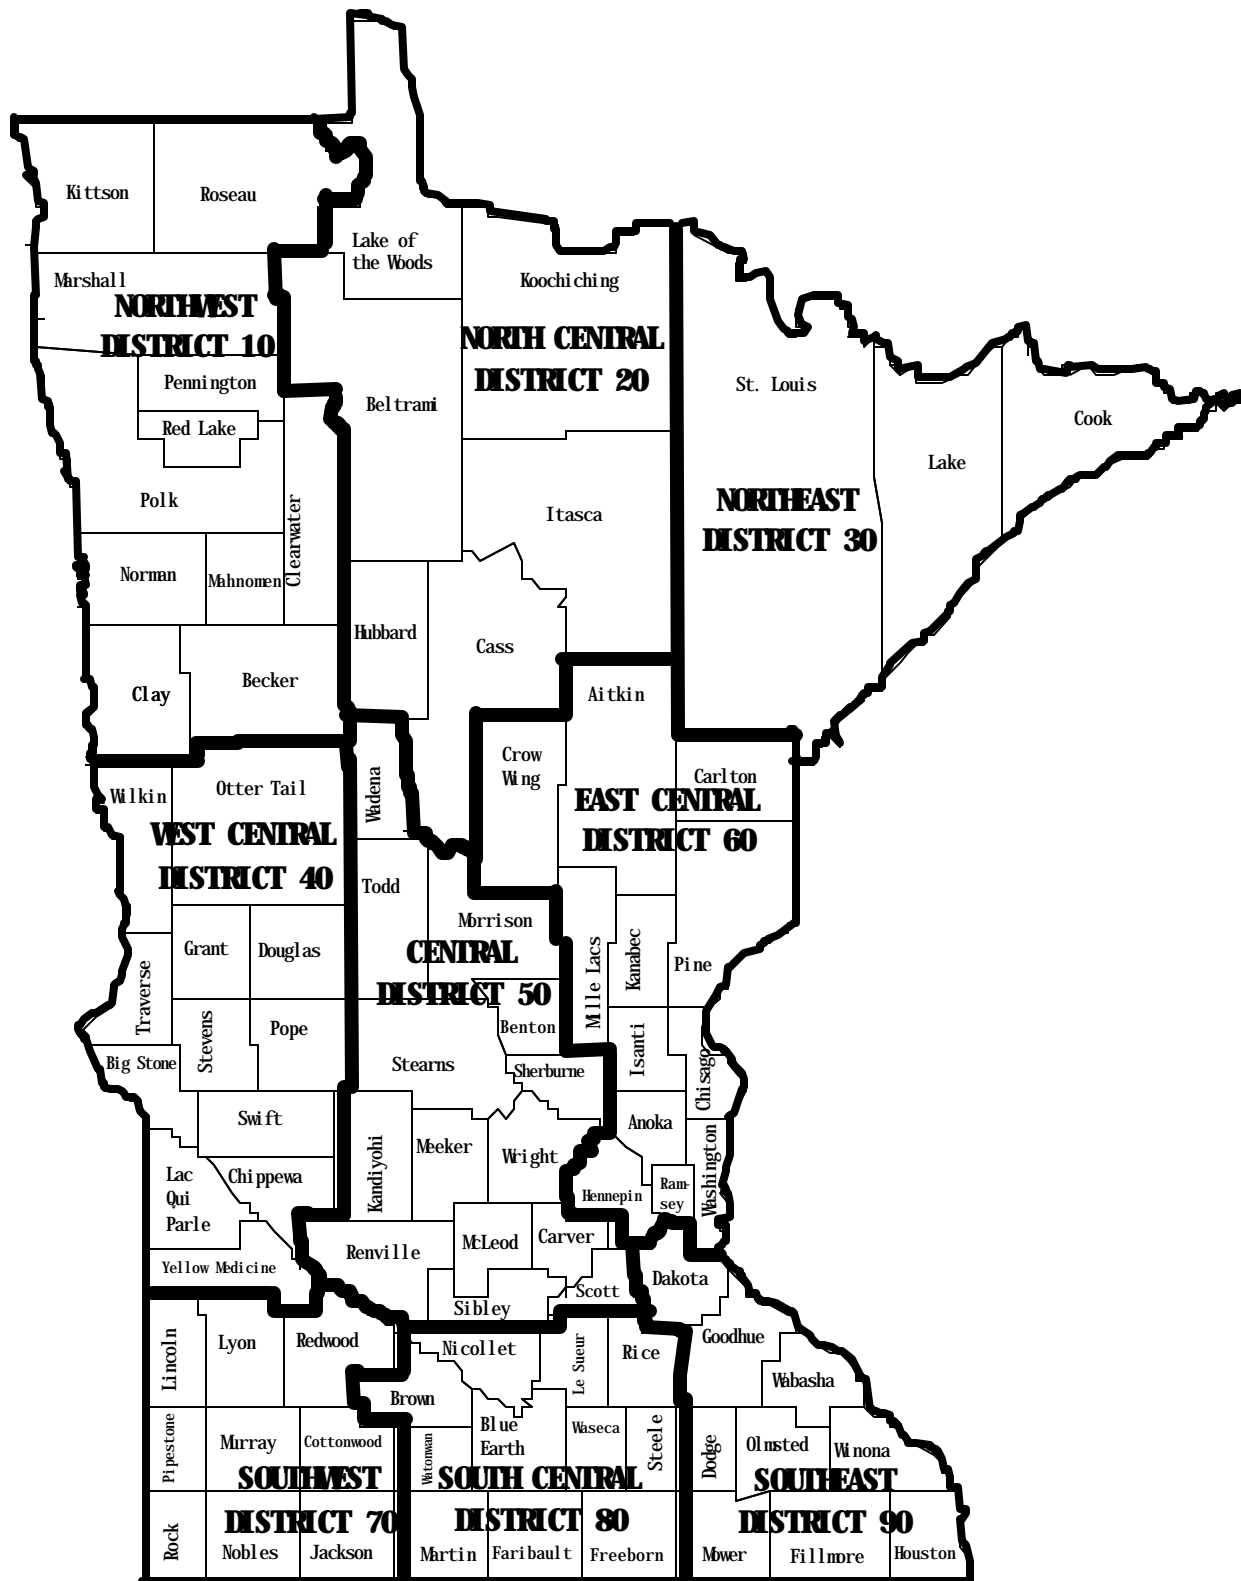 Kittson
Roseau
Lake of
the Woods
Marshall
Koochiching
NORTHWEST
DISTRICT 10
NORTH CENTRAL
DISTRICT 20
Pennington
St. Louis
Beltrami
Cook
Red Lake
Lake
Polk
Clearwater
Itasca
NORTHEAST
DISTRICT 30
Norman
Mahnomen
Hubbard
Cass
Clay
Becker
Aitkin
Crow
Wing
Carlton
Wilkin
Otter Tail
Wadena
EAST CENTRAL
DISTRICT 60
WEST CENTRAL
DISTRICT 40
Todd
Morrison
Grant
Douglas
CENTRAL
DISTRICT 50
Mille Lacs
Kanabec
Pine
Traverse
Stevens
Pope
Benton
Isanti
Chisago
Big Stone
Stearns
Sherburne
Swift
Anoka
Kandiyohi
Meeker
Wright
Washington
Lac
Qui
Parle
Chippewa
Hennepin
Ram-
sey
Renville
McLeod
Carver
Yellow Medicine
Scott
Dakota
Sibley
Lincoln
Lyon
Redwood
Nicollet
Le Sueur
Rice
Goodhue
Wabasha
Brown
Pipestone
Murray
Cottonwood
Watonwan
Blue
Earth
Waseca
Steele
Dodge
Olmsted
Winona
SOUTHWEST
DISTRICT 70
SOUTH CENTRAL
DISTRICT 80
SOUTHEAST
DISTRICT 90
Rock
Nobles
Jackson
Martin
Faribault
Freeborn
Mower
Fillmore
Houston